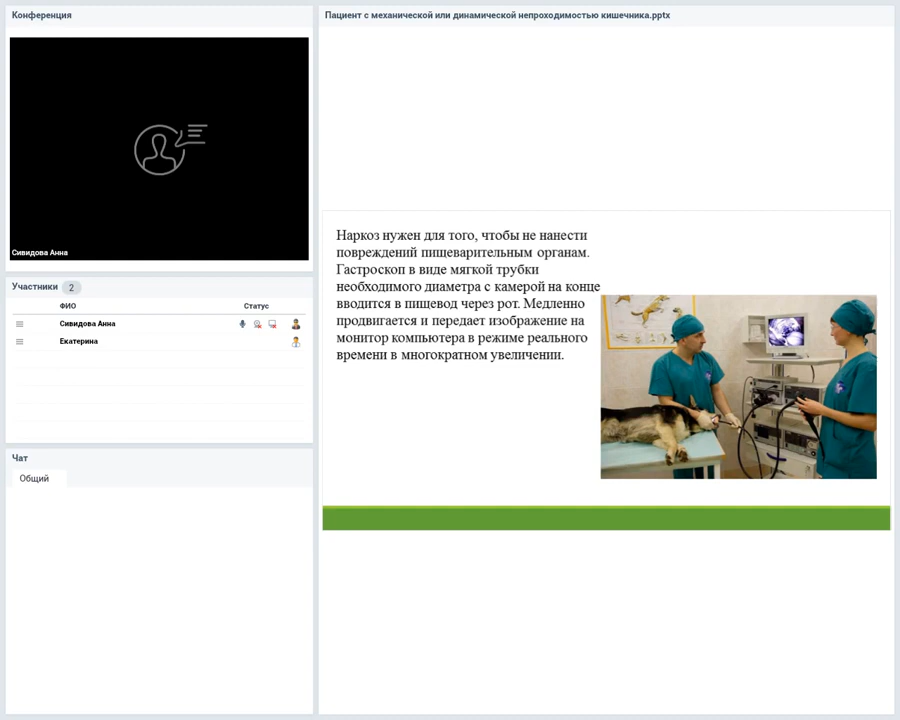 Конференция
Сивидова Анна
Участники 2
ФИО Статус
Сивидова Анна
Екатерина
Чат
Общий
Пациент с механической или динамической непроходимостью кишечника.pptx
Наркоз нужен для того, чтобы не нанести
повреждений пищеварительным органам.
Гастроскоп в виде мягкой трубки
необходимого диаметра с камерой на конце
вводится в пищевод через рот. Медленно
продвигается и передает изображение на
монитор компьютера в режиме реального
времени в многократном увеличении.